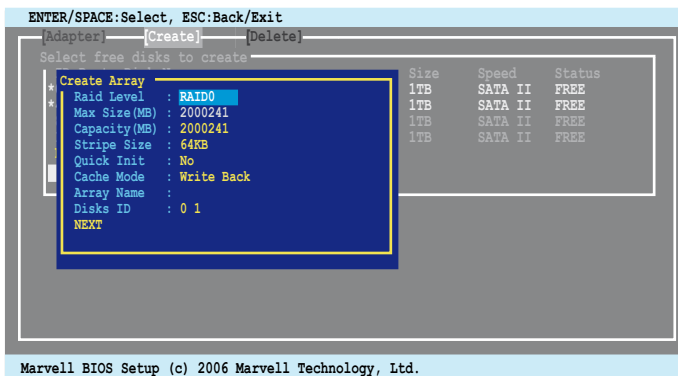 ENTER/SPACE:Select, ESC:Back/Exit
[Adapter] [Create] [Delete]
Select free disks to create
Size Speed Status
Create Array
* 1TB SATA II FREE
Raid Level : RAID0
* 1TB SATA II FREE
Max Size(MB) : 2000241
1TB SATA II FREE
Capacity(MB) : 2000241
1TB SATA II FREE
Stripe Size : 64KB
Quick Init : No
Cache Mode : Write Back
Array Name :
Disks ID : 0 1
NEXT
Marvell BIOS Setup (c) 2006 Marvell Technology, Ltd.